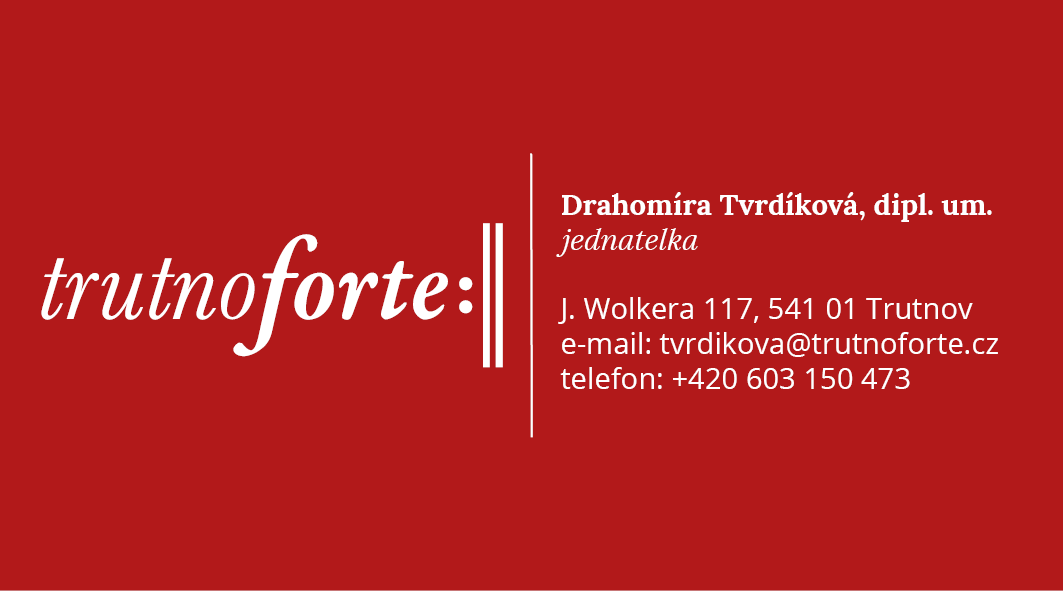 trutnoforte:
Drahomíra Tvrdíková, dipl. um.
jednatelka
J. Wolkera 117, 541 01 Trutnov
e-mail: tvrdikova@trutnoforte.cz
telefon: +420 603 150 473